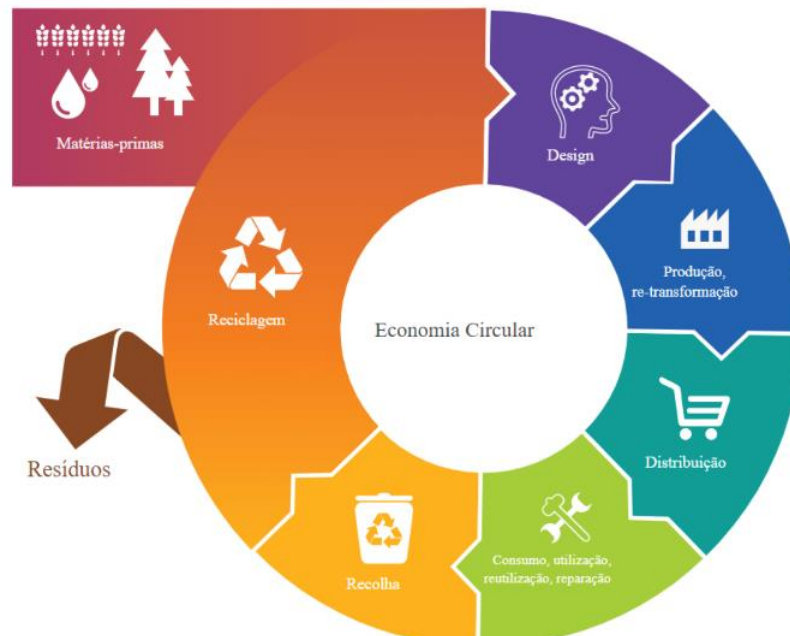 Matérias-primas
Design
Produção,
re-transformação
Distribuição
Consumo, utilização,
reutilização, reparação
Recolha
Reciclagem
Resíduos
Economia Circular